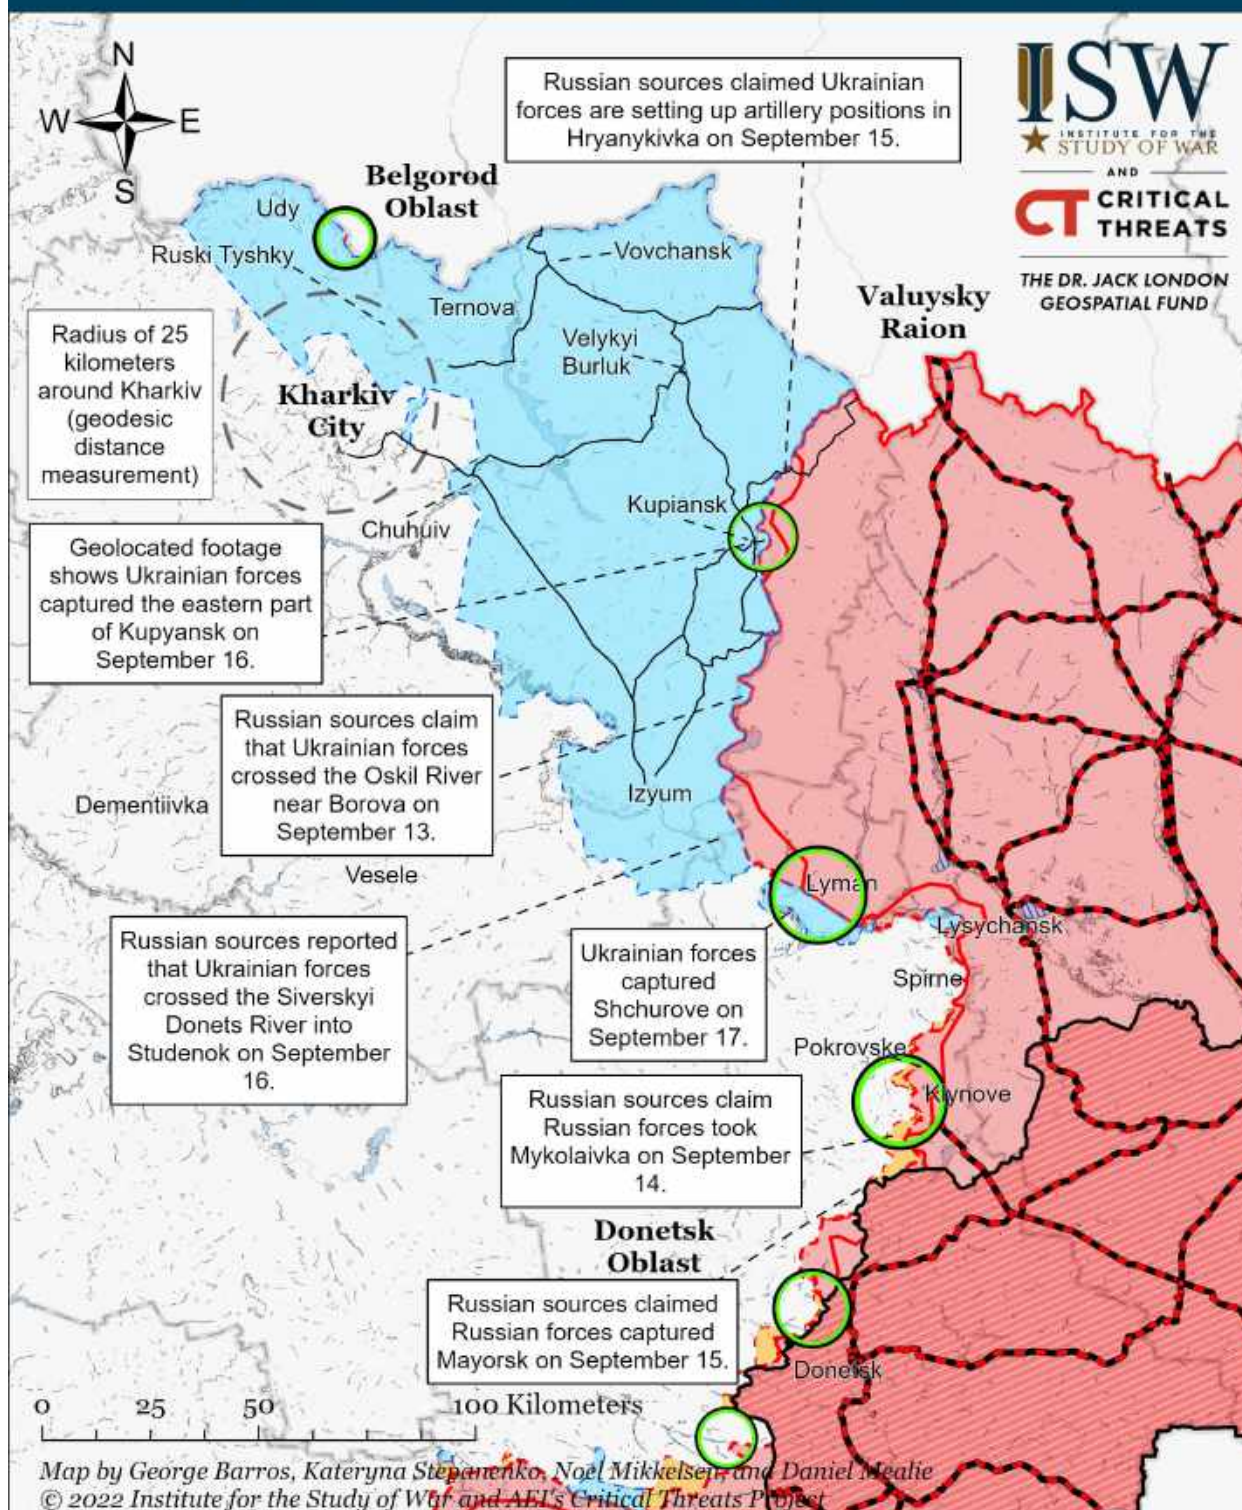 N
W E
S
Russian sources claimed Ukrainian
forces are setting up artillery positions in
Hryanykivka on September 15.
ISW
INSTITUTE FOR THE
STUDY OF WAR
AND
CT CRITICAL
THREATS
THE DR. JACK LONDON
GEOSPATIAL FUND
Belgorod
Oblast
Udy
Ruski Tyshky
Vovchansk
Ternova
Valuysky
Raion
Velykyi
Burluk
Radius of 25
kilometers
around Kharkiv
(geodesic
distance
measurement)
Kharkiv
City
Kupiansk
Chuhuiv
Geolocated footage
shows Ukrainian forces
captured the eastern part
of Kupyansk on
September 16.
Russian sources claim
that Ukrainian forces
crossed the Oskil River
near Borova on
September 13.
Izyum
Dementiivka
Vesele
Lyman
Russian sources reported
that Ukrainian forces
crossed the Siverskyi
Donets River into
Studenok on September
16.
Ukrainian forces
captured
Shchurove on
September 17.
Lysychansk
Spirne
Pokrovske
Klynove
Russian sources claim
Russian forces took
Mykolaivka on September
14.
Donetsk
Oblast
Russian sources claimed
Russian forces captured
Mayorsk on September 15.
Donetsk
0 25 50 100 Kilometers
Map by George Barros, Kateryna Stepanenko, Noel Mikkelsen, and Daniel Mealie
© 2022 Institute for the Study of War and AEI's Critical Threats Project